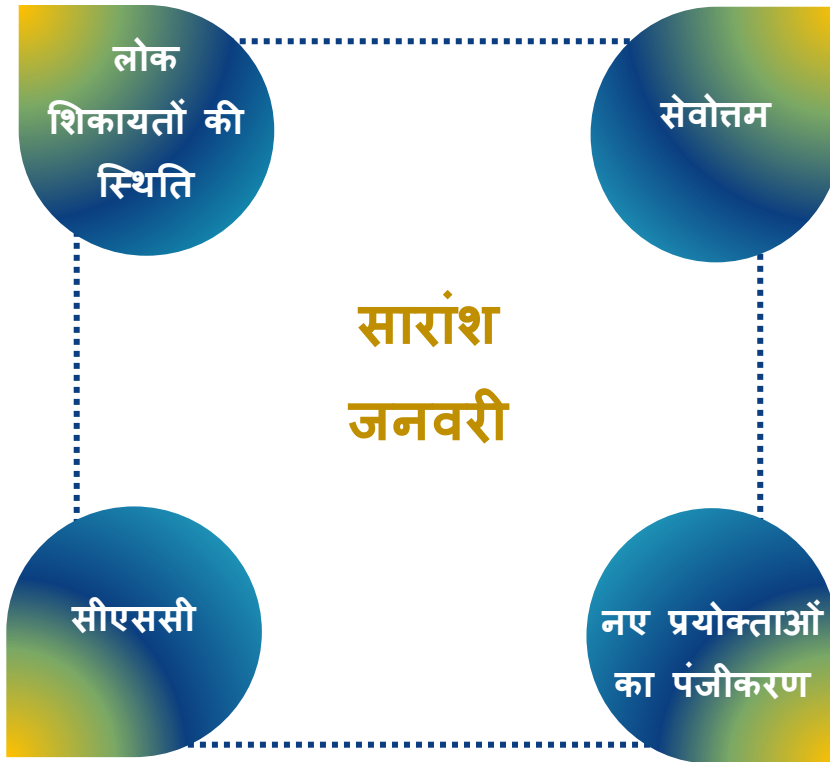 लोक
शिकायतों की
स्थिति
सेवोत्तम
सारांश
जनवरी
सीएससी
नए प्रयोक्ताओं
का पंजीकरण